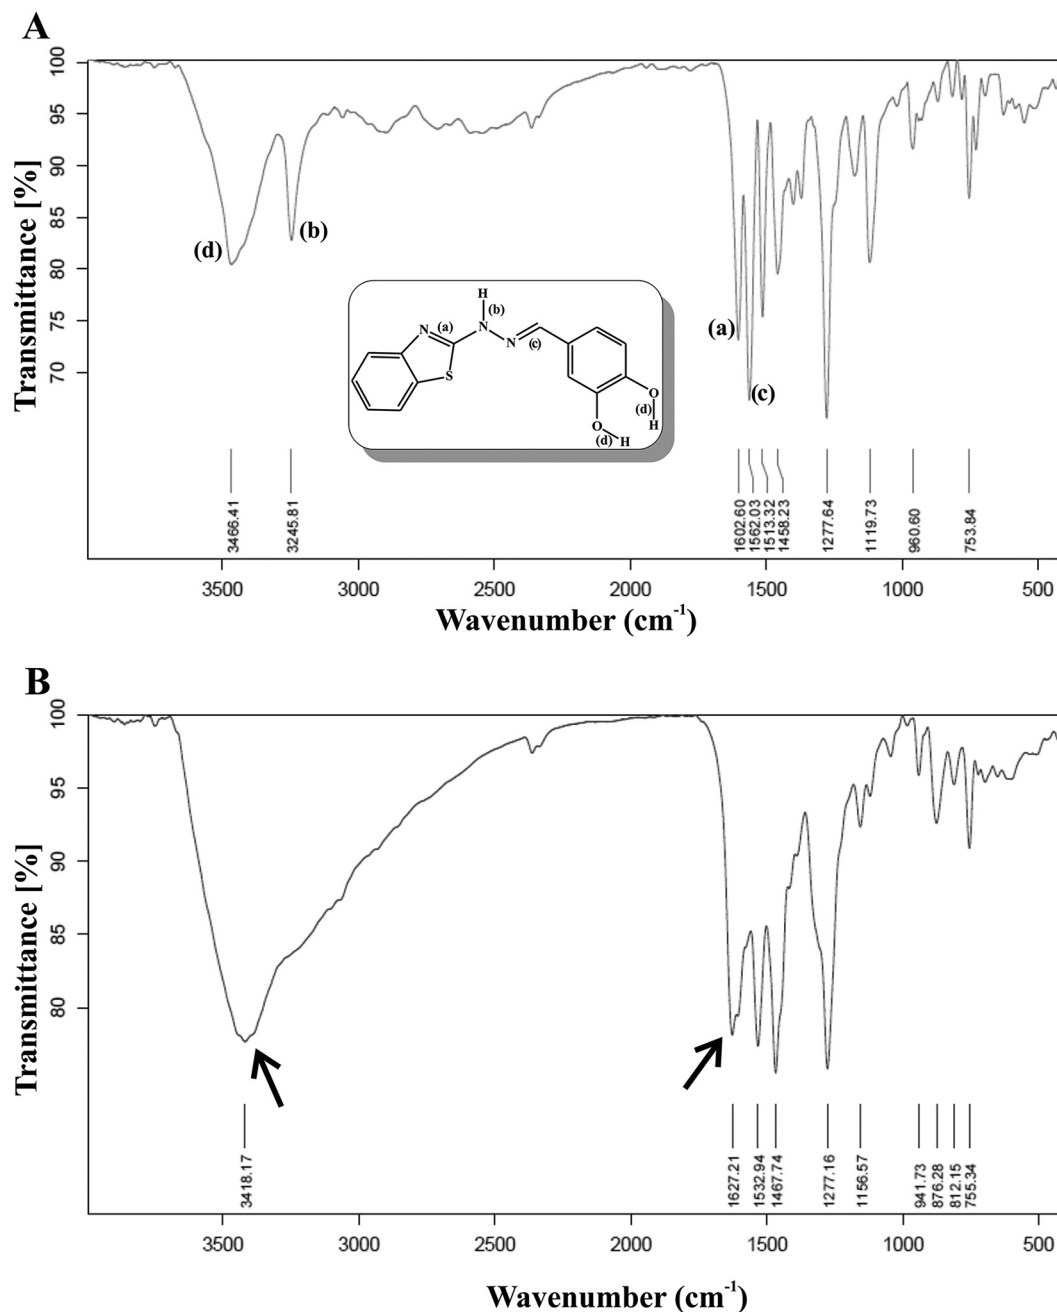 A
Transmittance [%]
100
95
90
85
80
75
70
(d)
(b)
(a)
(c)
H
(b)
N
(a)
N
N
(c)
S
O
(d)
H
O
(d)
H
3466.41
3245.81
1602.60
1562.03
1513.32
1458.23
1277.64
1119.73
960.60
753.84
3500 3000 2500 2000 1500 1000 500
Wavenumber (cm-1)
B
Transmittance [%]
100
95
90
85
80
3418.17
1627.21
1532.94
1467.74
1277.16
1156.57
941.73
876.28
812.15
755.34
3500 3000 2500 2000 1500 1000 500
Wavenumber (cm-1)